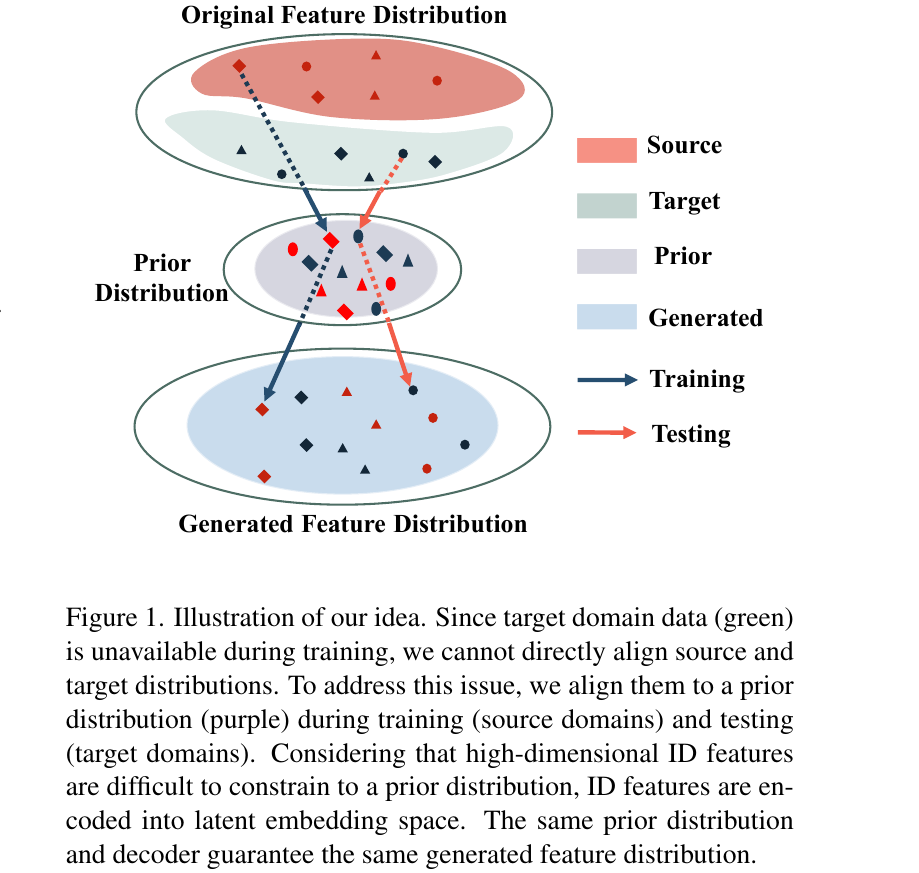 Original Feature Distribution
Source
Target
Prior
Distribution
Prior
Generated
Training
Testing
Generated Feature Distribution
Figure 1. Illustration of our idea. Since target domain data (green)
is unavailable during training, we cannot directly align source and
target distributions. To address this issue, we align them to a prior
distribution (purple) during training (source domains) and testing
(target domains). Considering that high-dimensional ID features
are difficult to constrain to a prior distribution, ID features are en-
coded into latent embedding space. The same prior distribution
and decoder guarantee the same generated feature distribution.